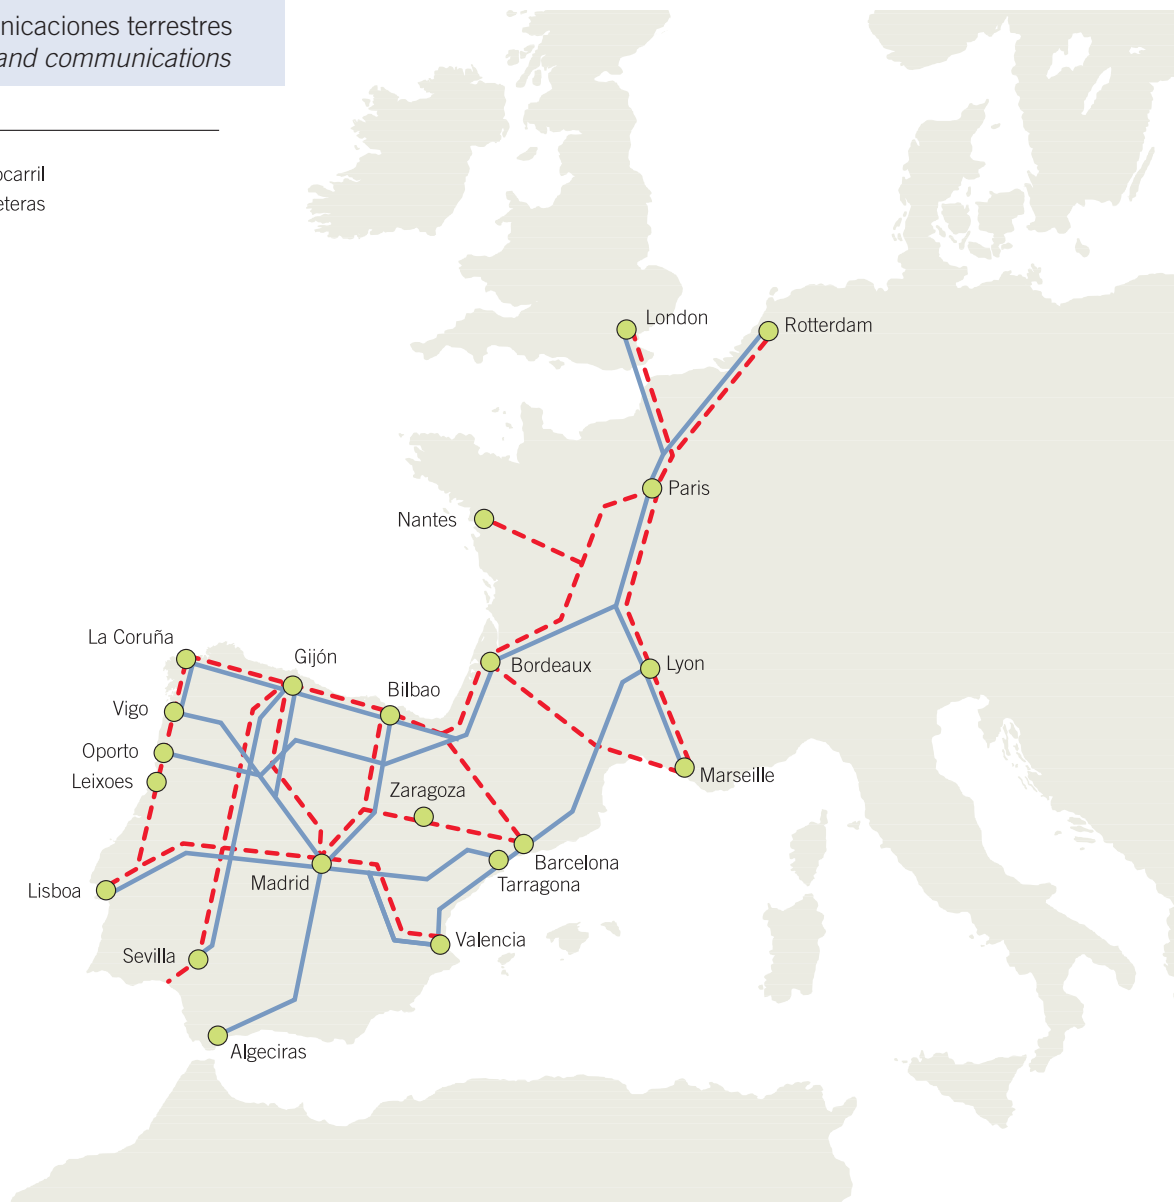 nicaciones terrestres
and communications
ocarril
eteras
London
Rotterdam
Paris
Nantes
La Coruña
Gijón
Bordeaux
Lyon
Bilbao
Vigo
Oporto
Leixoes
Marseille
Zaragoza
Barcelona
Madrid
Tarragona
Lisboa
Valencia
Sevilla
Algeciras